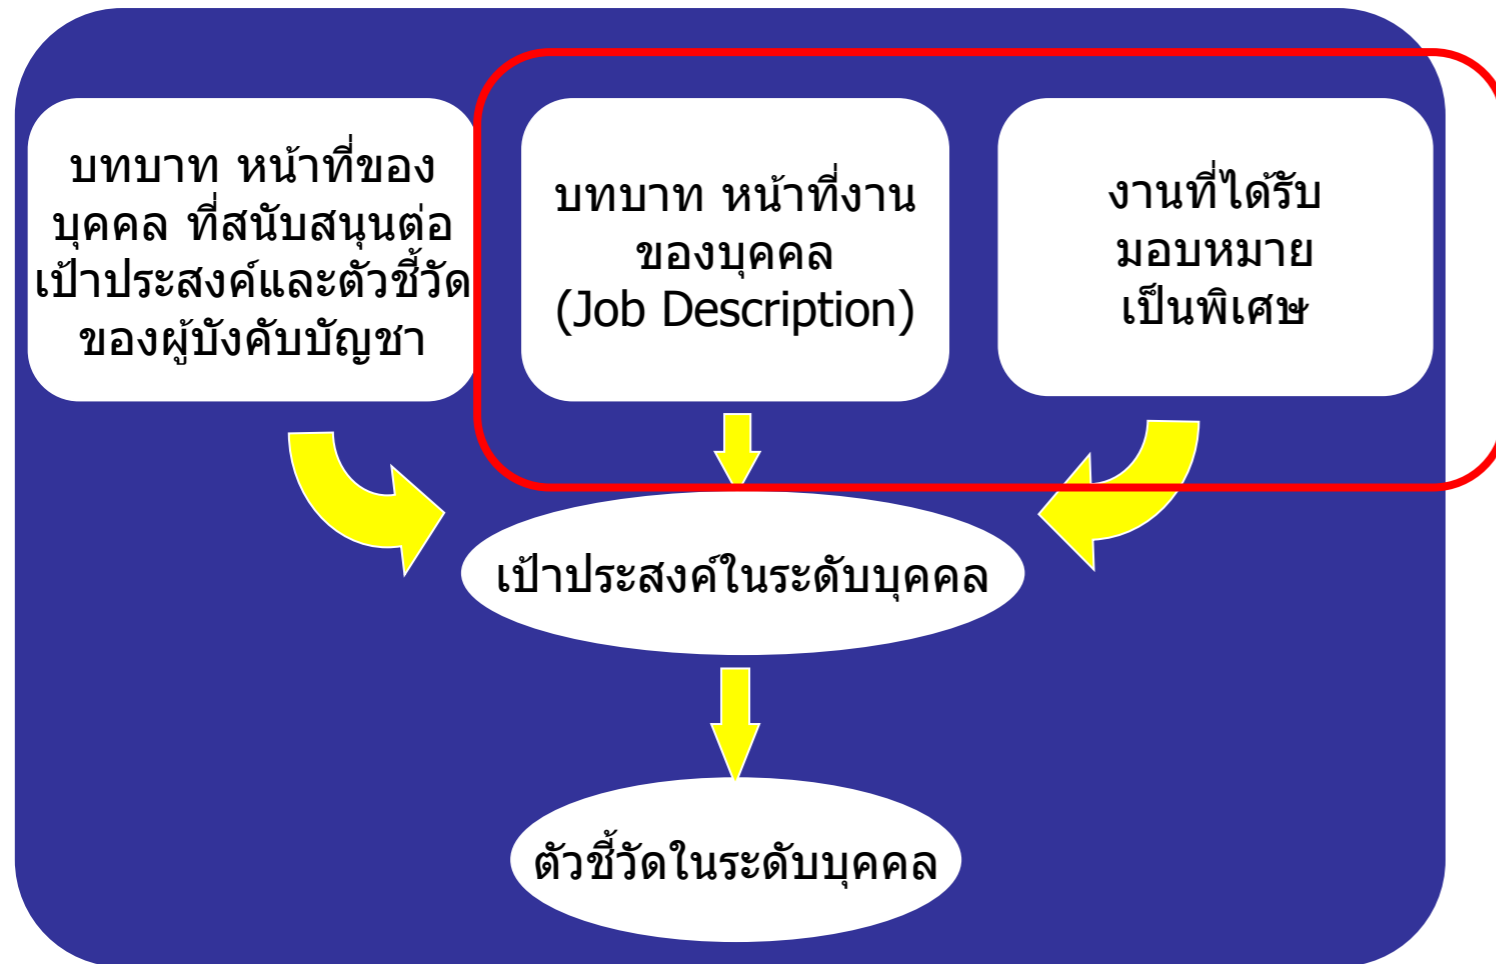 บทบาท หน้าที่ของ
บุคคล ที่สนับสนุนต่อ
เป้าประสงค์และตัวชี้วัด
ของผู้บังคับบัญชา
บทบาท หน้าที่งาน
ของบุคคล
(Job Description)
งานที่ได้รับ
มอบหมาย
เป็นพิเศษ
เป้าประสงค์ในระดับบุคคล
ตัวชี้วัดในระดับบุคคล